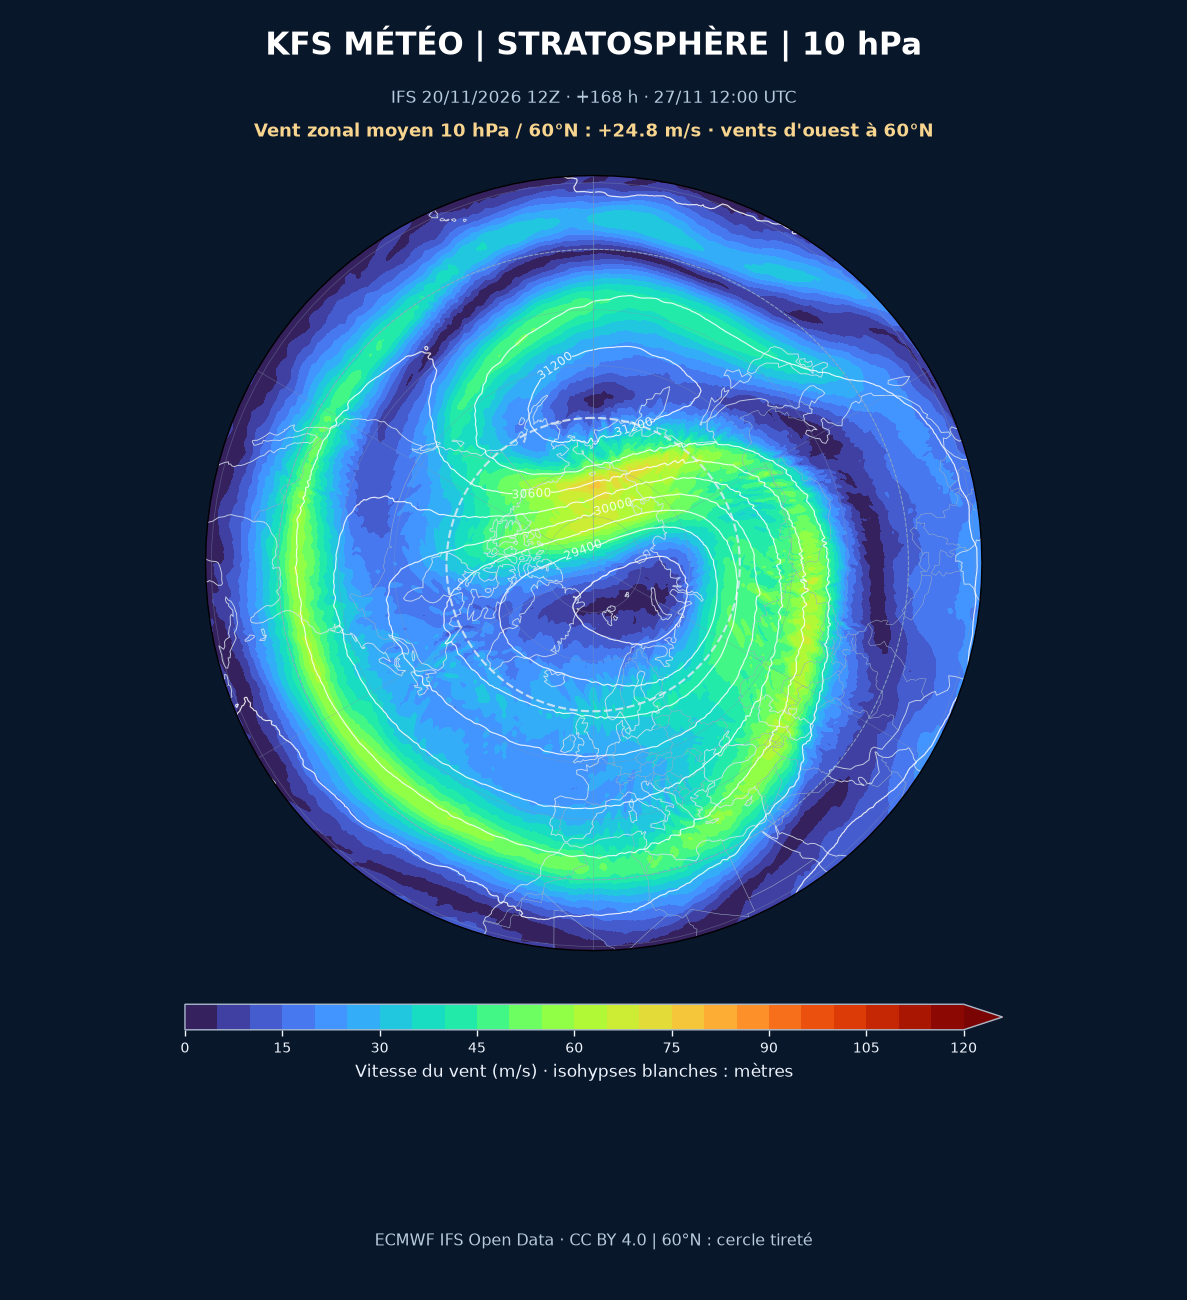 KFS MÉTÉO | STRATOSPHÈRE | 10 hPa
IFS 20/11/2026 12Z · +168 h · 27/11 12:00 UTC
Vent zonal moyen 10 hPa / 60°N : +24.8 m/s · vents d'ouest à 60°N
31200
31200
30600
30000
29400
0 15 30 45 60 75 90 105 120
Vitesse du vent (m/s) · isohypses blanches : mètres
ECMWF IFS Open Data · CC BY 4.0 | 60°N : cercle tireté